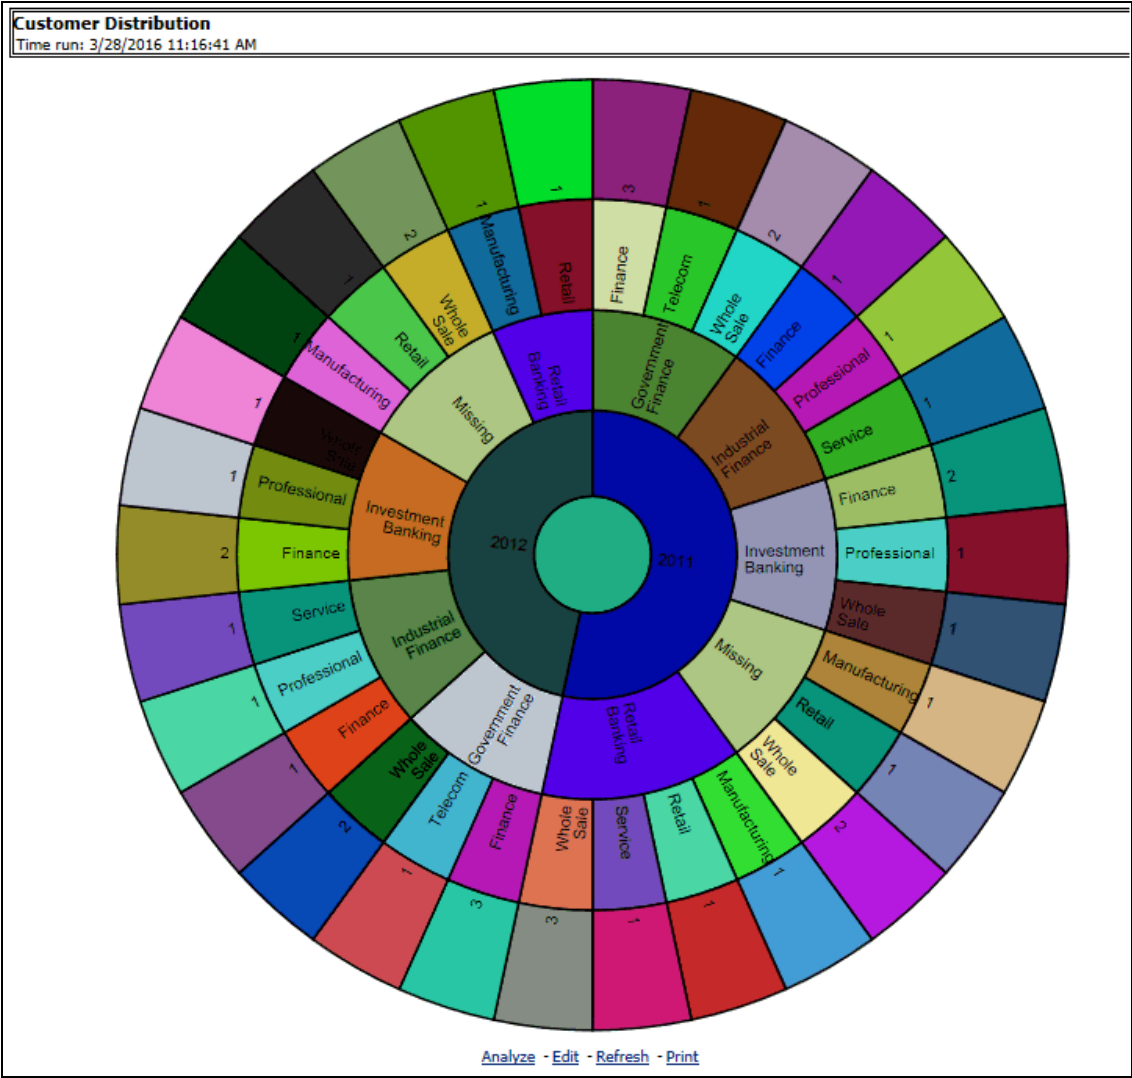 Customer Distribution
Time run: 3/28/2016 11:16:41 AM
2011
Government
Finance
Finance
3
Telecom
1
Whole
Sale
2
Industrial
Finance
Finance
1
Professional
1
Service
1
Investment
Banking
Finance
2
Professional
1
Whole
Sale
1
Missing
Manufacturing
1
Retail
1
Whole
Sale
2
Retail
Banking
Manufacturing
1
Retail
1
Service
1
Whole
Sale
3
2012
Government
Finance
Finance
3
Telecom
1
Whole
Sale
2
Industrial
Finance
Finance
1
Professional
1
Service
1
Investment
Banking
Finance
2
Professional
1
Whole
Sale
1
Missing
Manufacturing
1
Retail
1
Whole
Sale
2
Retail
Banking
Manufacturing
1
Retail
1
Analyze - Edit - Refresh - Print